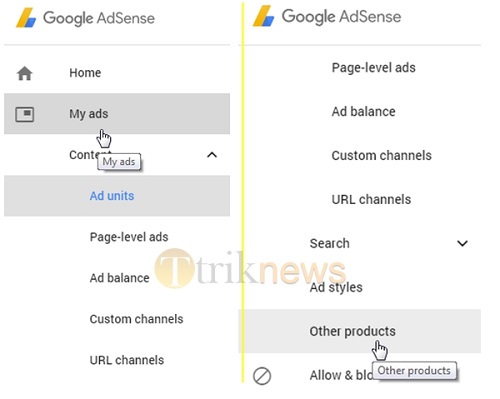 Google AdSense
Home
My ads
Content
My ads
Ad units
Page-level ads
Ad balance
Custom channels
URL channels
Google AdSense
Page-level ads
Ad balance
Custom channels
URL channels
Search
Ad styles
Other products
Other products
Allow & blo
Ttriknews